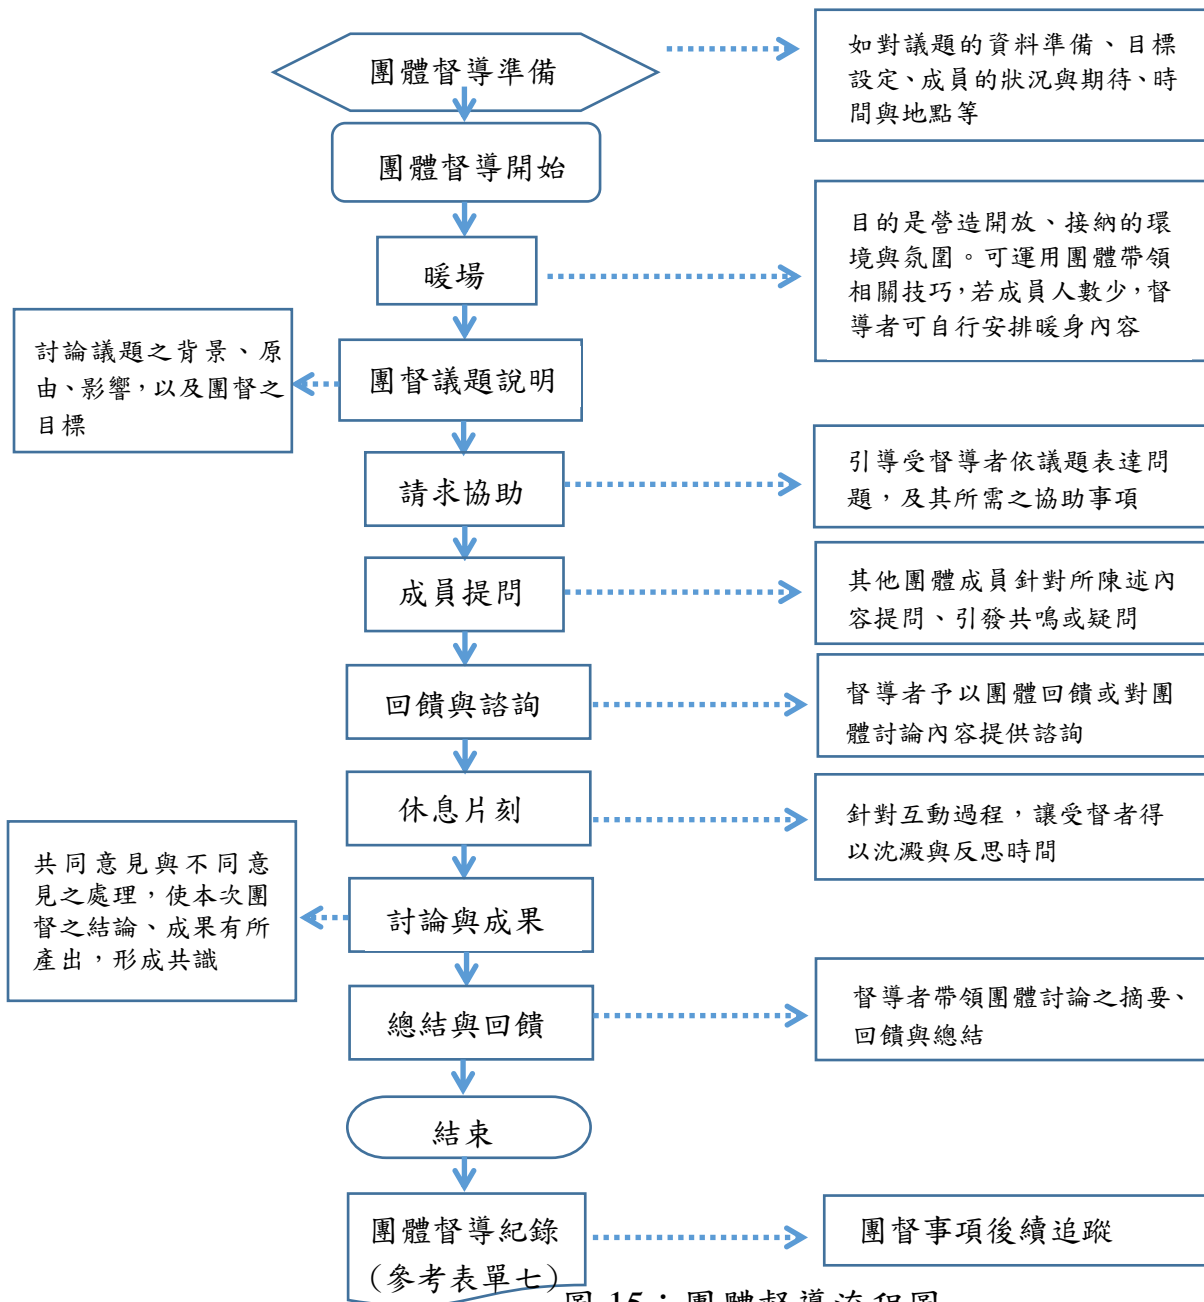 團體督導準備
如對議題的資料準備、目標
設定、成員的狀況與期待、時
間與地點等
團體督導開始
暖場
目的是營造開放、接納的環
境與氛圍。可運用團體帶領
相關技巧,若成員人數少,督
導者可自行安排暖身內容
團督議題說明
討論議題之背景、原
由、影響,以及團督之
目標
請求協助
引導受督導者依議題表達問
題,及其所需之協助事項
成員提問
其他團體成員針對所陳述內
容提問、引發共鳴或疑問
回饋與諮詢
督導者予以團體回饋或對團
體討論內容提供諮詢
休息片刻
針對互動過程,讓受督者得
以沈澱與反思時間
討論與成果
共同意見與不同意
見之處理,使本次團
督之結論、成果有所
產出,形成共識
總結與回饋
督導者帶領團體討論之摘要、
回饋與總結
結束
團體督導紀錄
(參考表單七)
團督事項後續追蹤
圖 15:團體督導流程圖